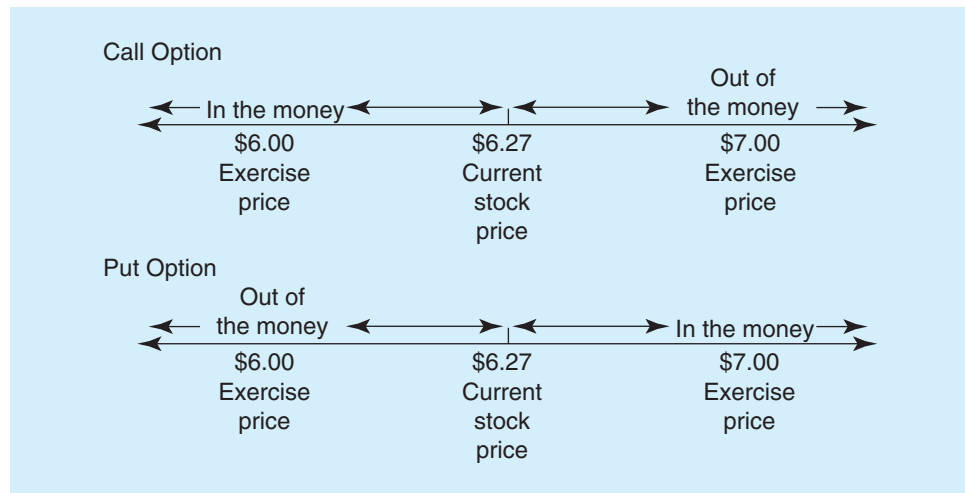 Call Option
Out of
In the money the money
$6.00 $6.27 $7.00
Exercise Current Exercise
price stock price
price
Put Option
Out of
the money In the money
$6.00 $6.27 $7.00
Exercise Current Exercise
price stock price
price